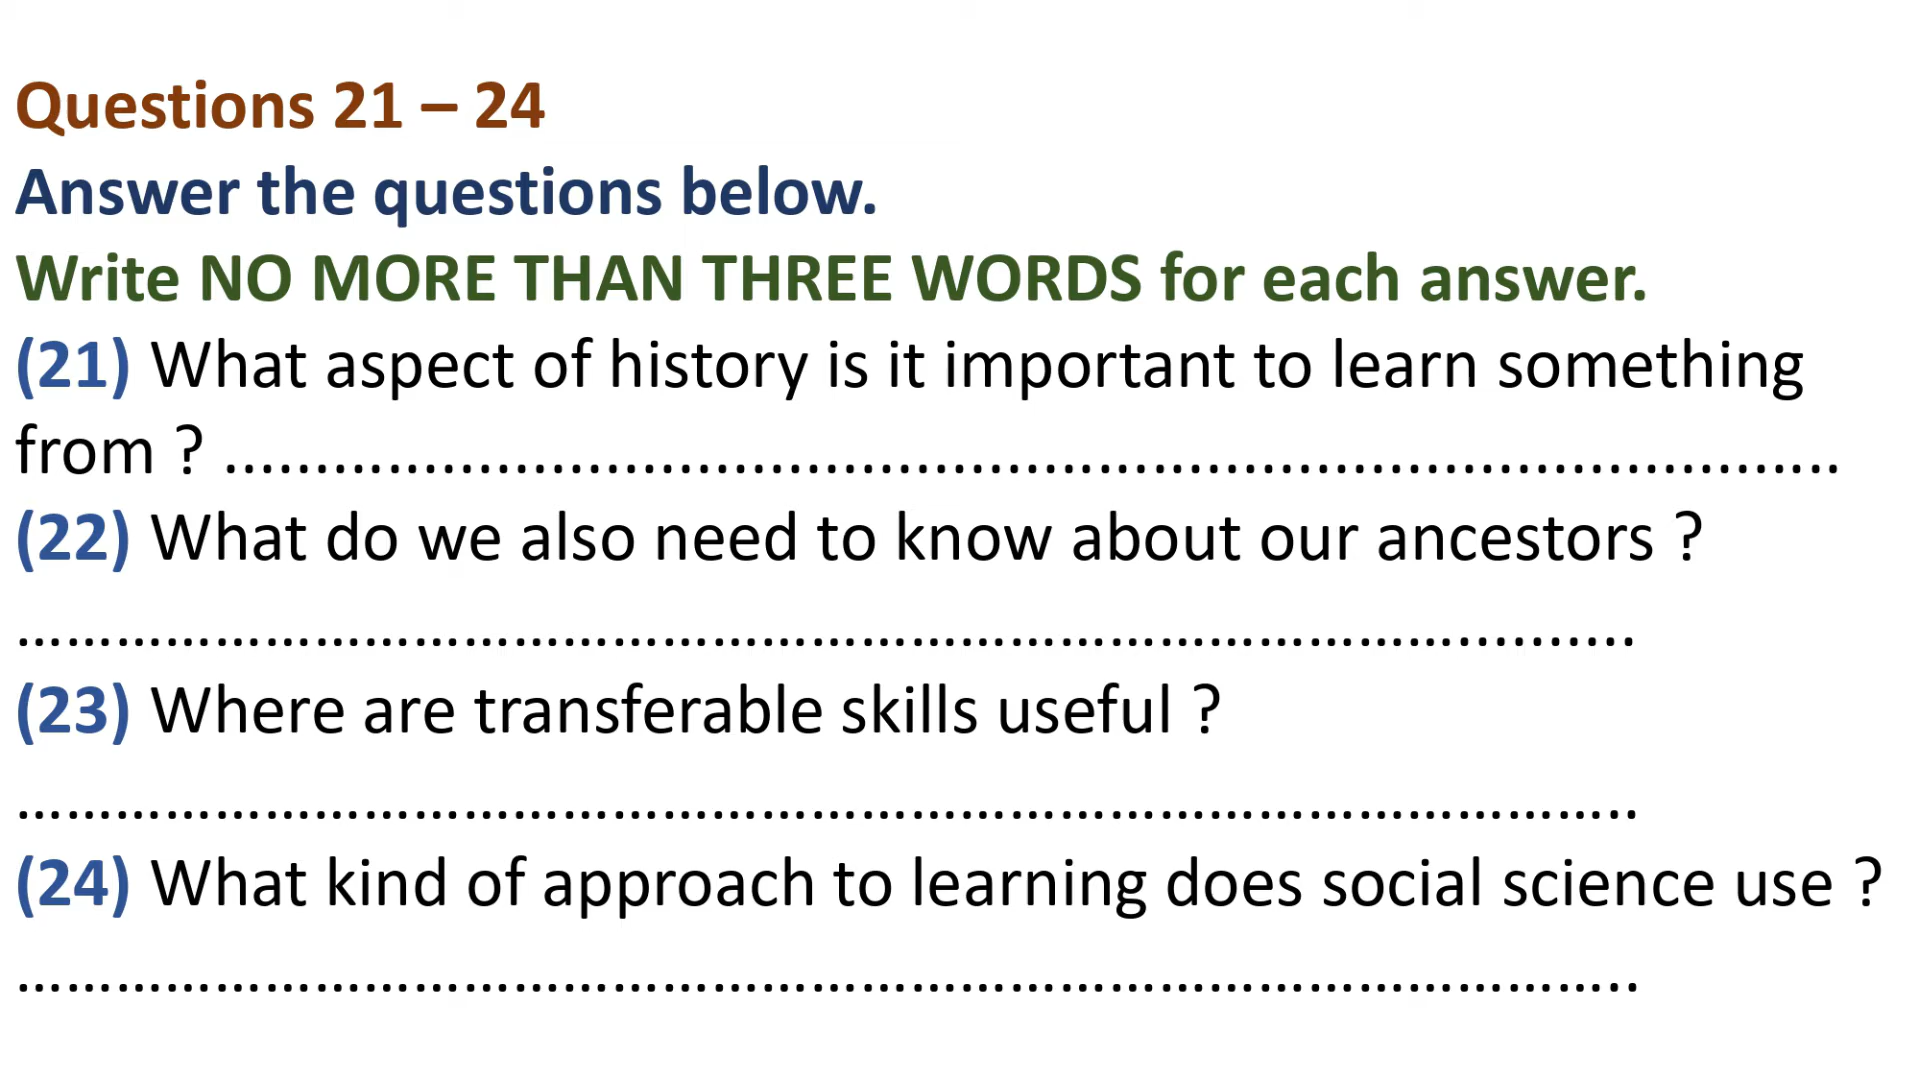 Questions 21 – 24
Answer the questions below.
Write NO MORE THAN THREE WORDS for each answer.
(21) What aspect of history is it important to learn something
from ? ........................................................................................
(22) What do we also need to know about our ancestors ?
………………………………………………………………………………..........
(23) Where are transferable skills useful ?
………………………………………………………………………………………..
(24) What kind of approach to learning does social science use ?
………………………………………………………………………………………..